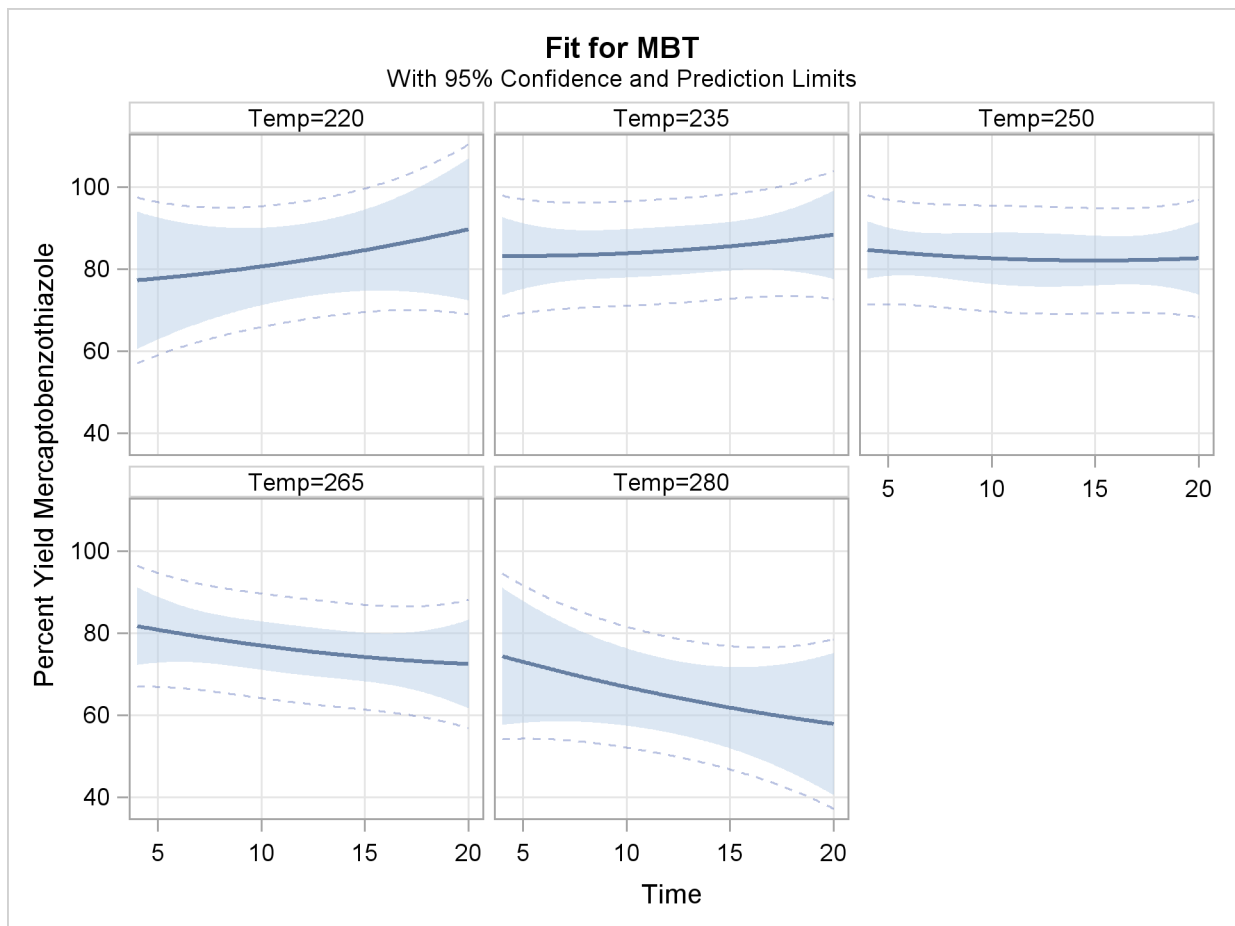 Fit for MBT
With 95% Confidence and Prediction Limits
Temp=220
Temp=235
Temp=250
100
80
60
40
5
10
15
20
Temp=265
Temp=280
100
80
60
40
5
10
15
20
5
10
15
20
Percent Yield Mercaptobenzothiazole
Time